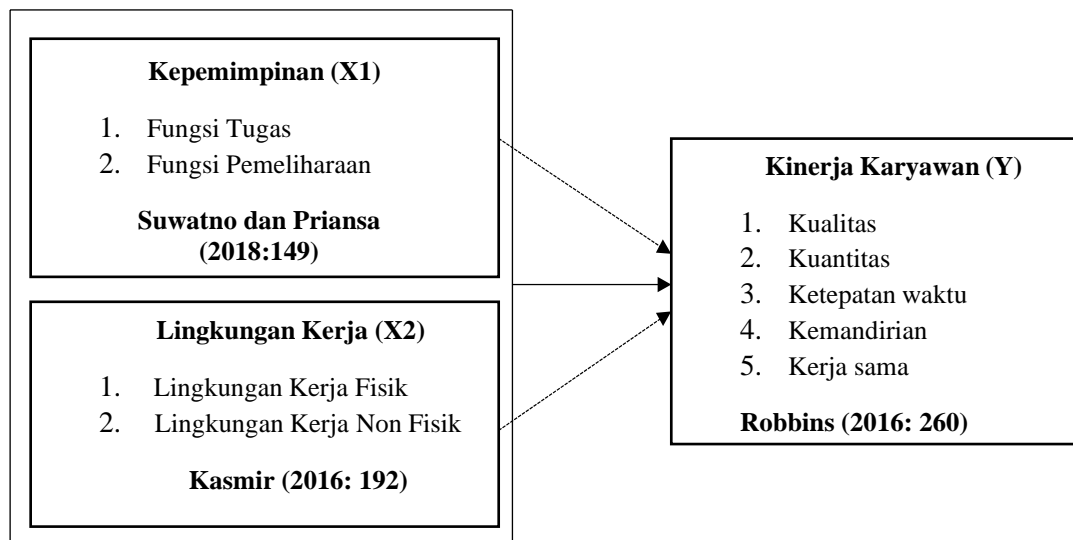 Kepemimpinan (X1)
1. Fungsi Tugas
2. Fungsi Pemeliharaan
Suwatno dan Priansa
(2018:149)
Lingkungan Kerja (X2)
1. Lingkungan Kerja Fisik
2. Lingkungan Kerja Non Fisik
Kasmir (2016: 192)
Kinerja Karyawan (Y)
1. Kualitas
2. Kuantitas
3. Ketepatan waktu
4. Kemandirian
5. Kerja sama
Robbins (2016: 260)